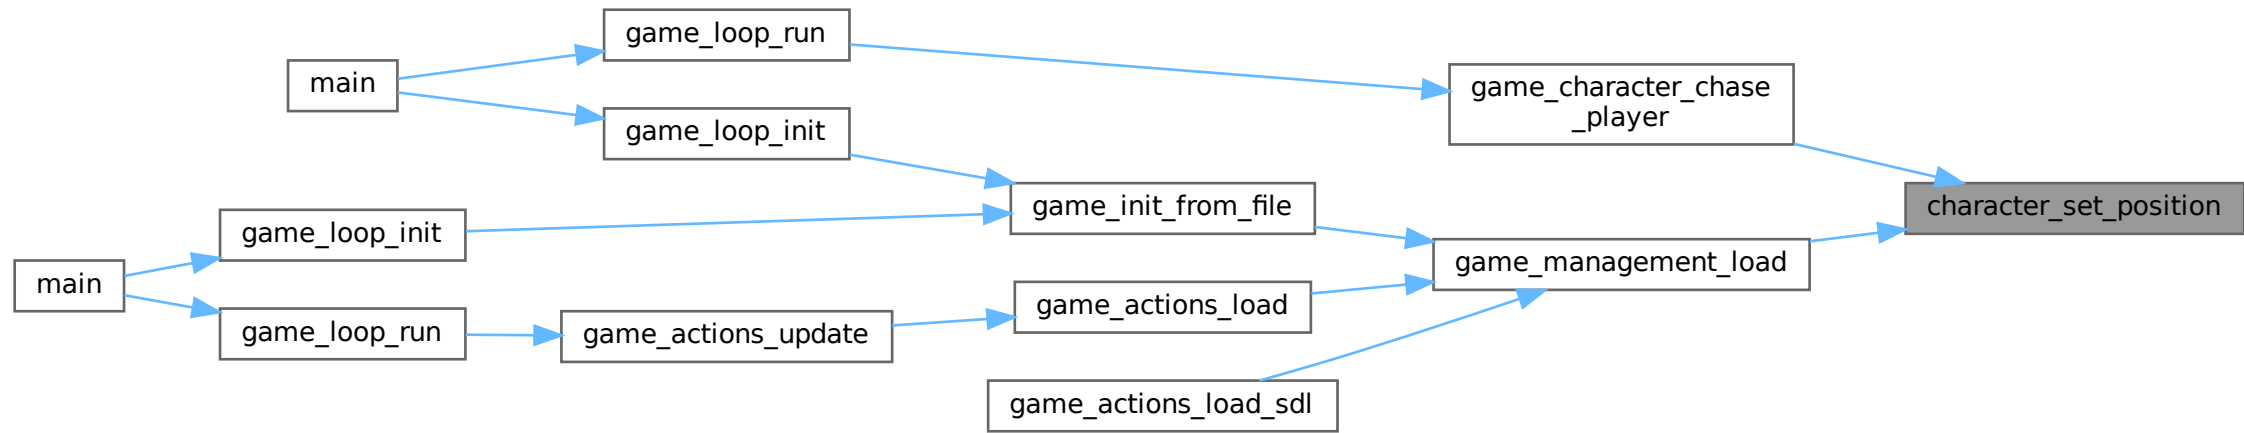 game_loop_run
main
game_character_chase
_player
game_loop_init
game_init_from_file
character_set_position
game_loop_init
game_management_load
main
game_actions_load
game_loop_run
game_actions_update
game_actions_load_sdl